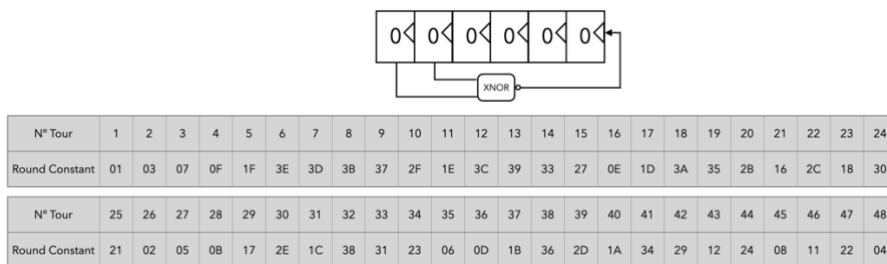 0 0 0 0 0 0
XNOR
N° Tour 1 2 3 4 5 6 7 8 9 10 11 12 13 14 15 16 17 18 19 20 21 22 23 24
Round Constant 01 03 07 0F 1F 3E 3D 3B 37 2F 1E 3C 39 33 27 0E 1D 3A 35 2B 16 2C 18 30
N° Tour 25 26 27 28 29 30 31 32 33 34 35 36 37 38 39 40 41 42 43 44 45 46 47 48
Round Constant 21 02 05 0B 17 2E 1C 38 31 23 06 0D 1B 36 2D 1A 34 29 12 24 08 11 22 04